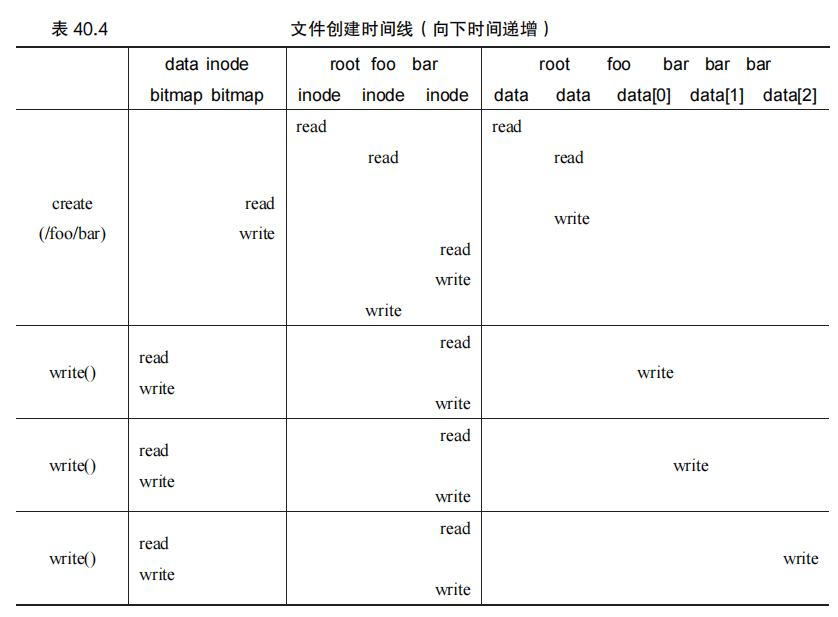 表 40.4 文件创建时间线（向下时间递增）
data inode root foo bar root foo bar bar bar
bitmap bitmap inode inode inode data data data[0] data[1] data[2]
read read
read read
create read
write
(/foo/bar) write
read
write
write
read
read
write() write
write
write
read
read
write() write
write
write
read
read
write() write
write
write